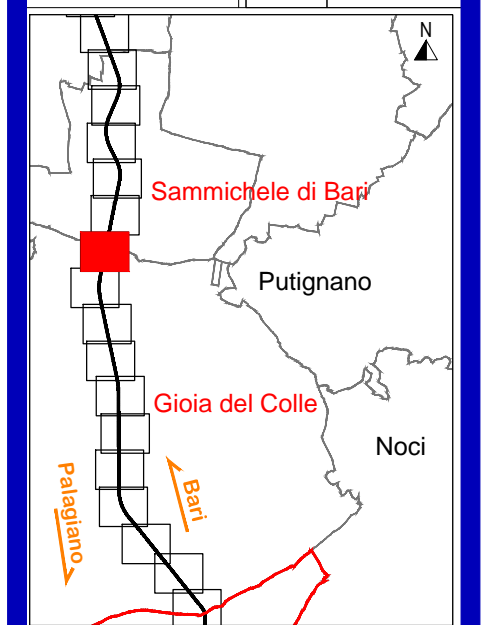 N
Sammichele di Bari
Putignano
Gioia del Colle
Noci
Bari
Palagiano